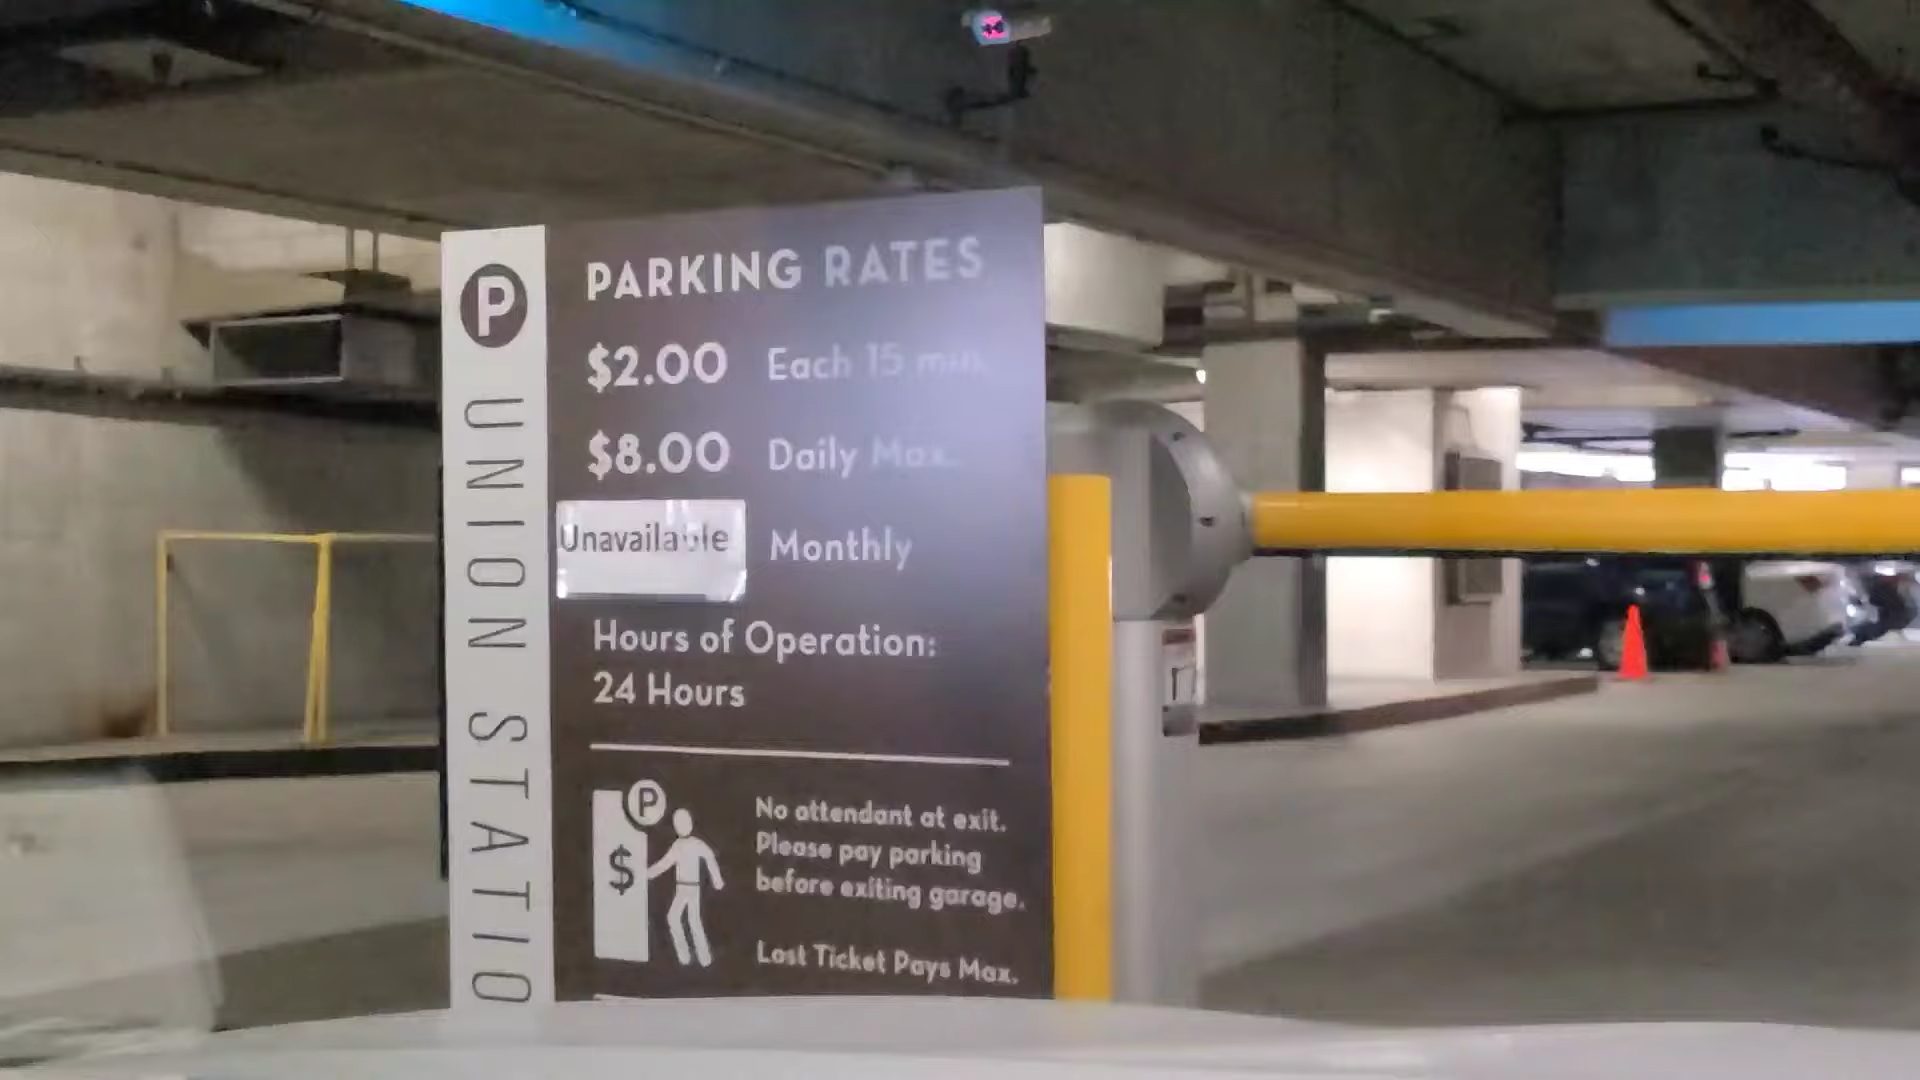 P UNION STATIO
PARKING RATES
$2.00 Each 15 min.
$8.00 Daily Max.
Unavailable Monthly
Hours of Operation:
24 Hours
P
$
No attendant at exit.
Please pay parking
before exiting garage.
Lost Ticket Pays Max.